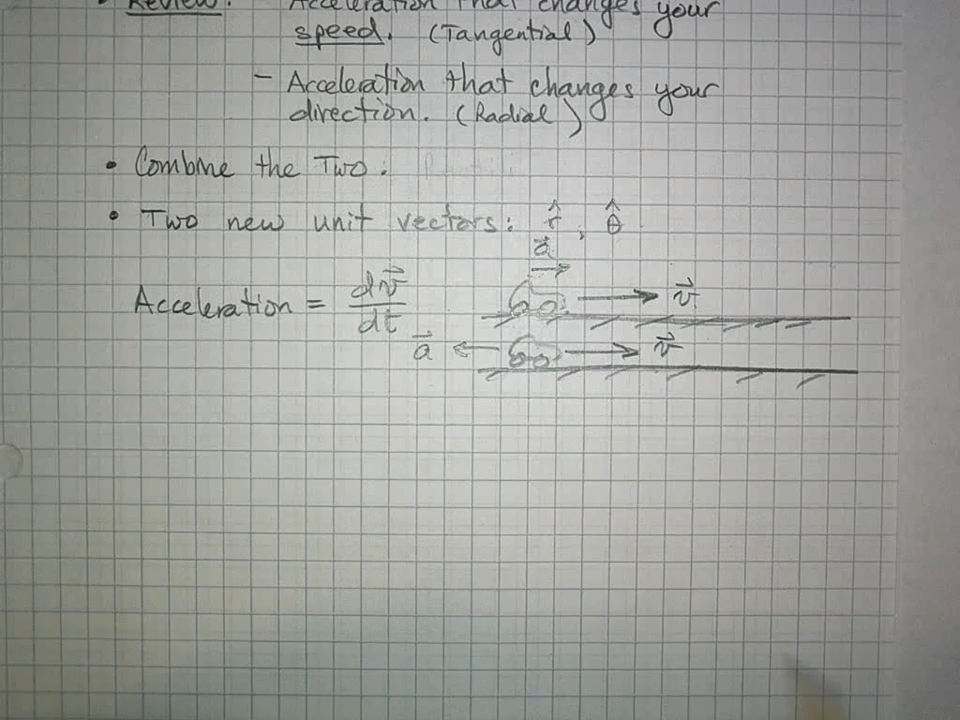 • Review: Acceleration that changes your
speed. (Tangential)
- Acceleration that changes your
direction. (Radial)
• Combine the Two.
• Two new unit vectors: r̂, θ̂
a⃗
Acceleration = dv⃗/dt
v⃗
a⃗ v⃗